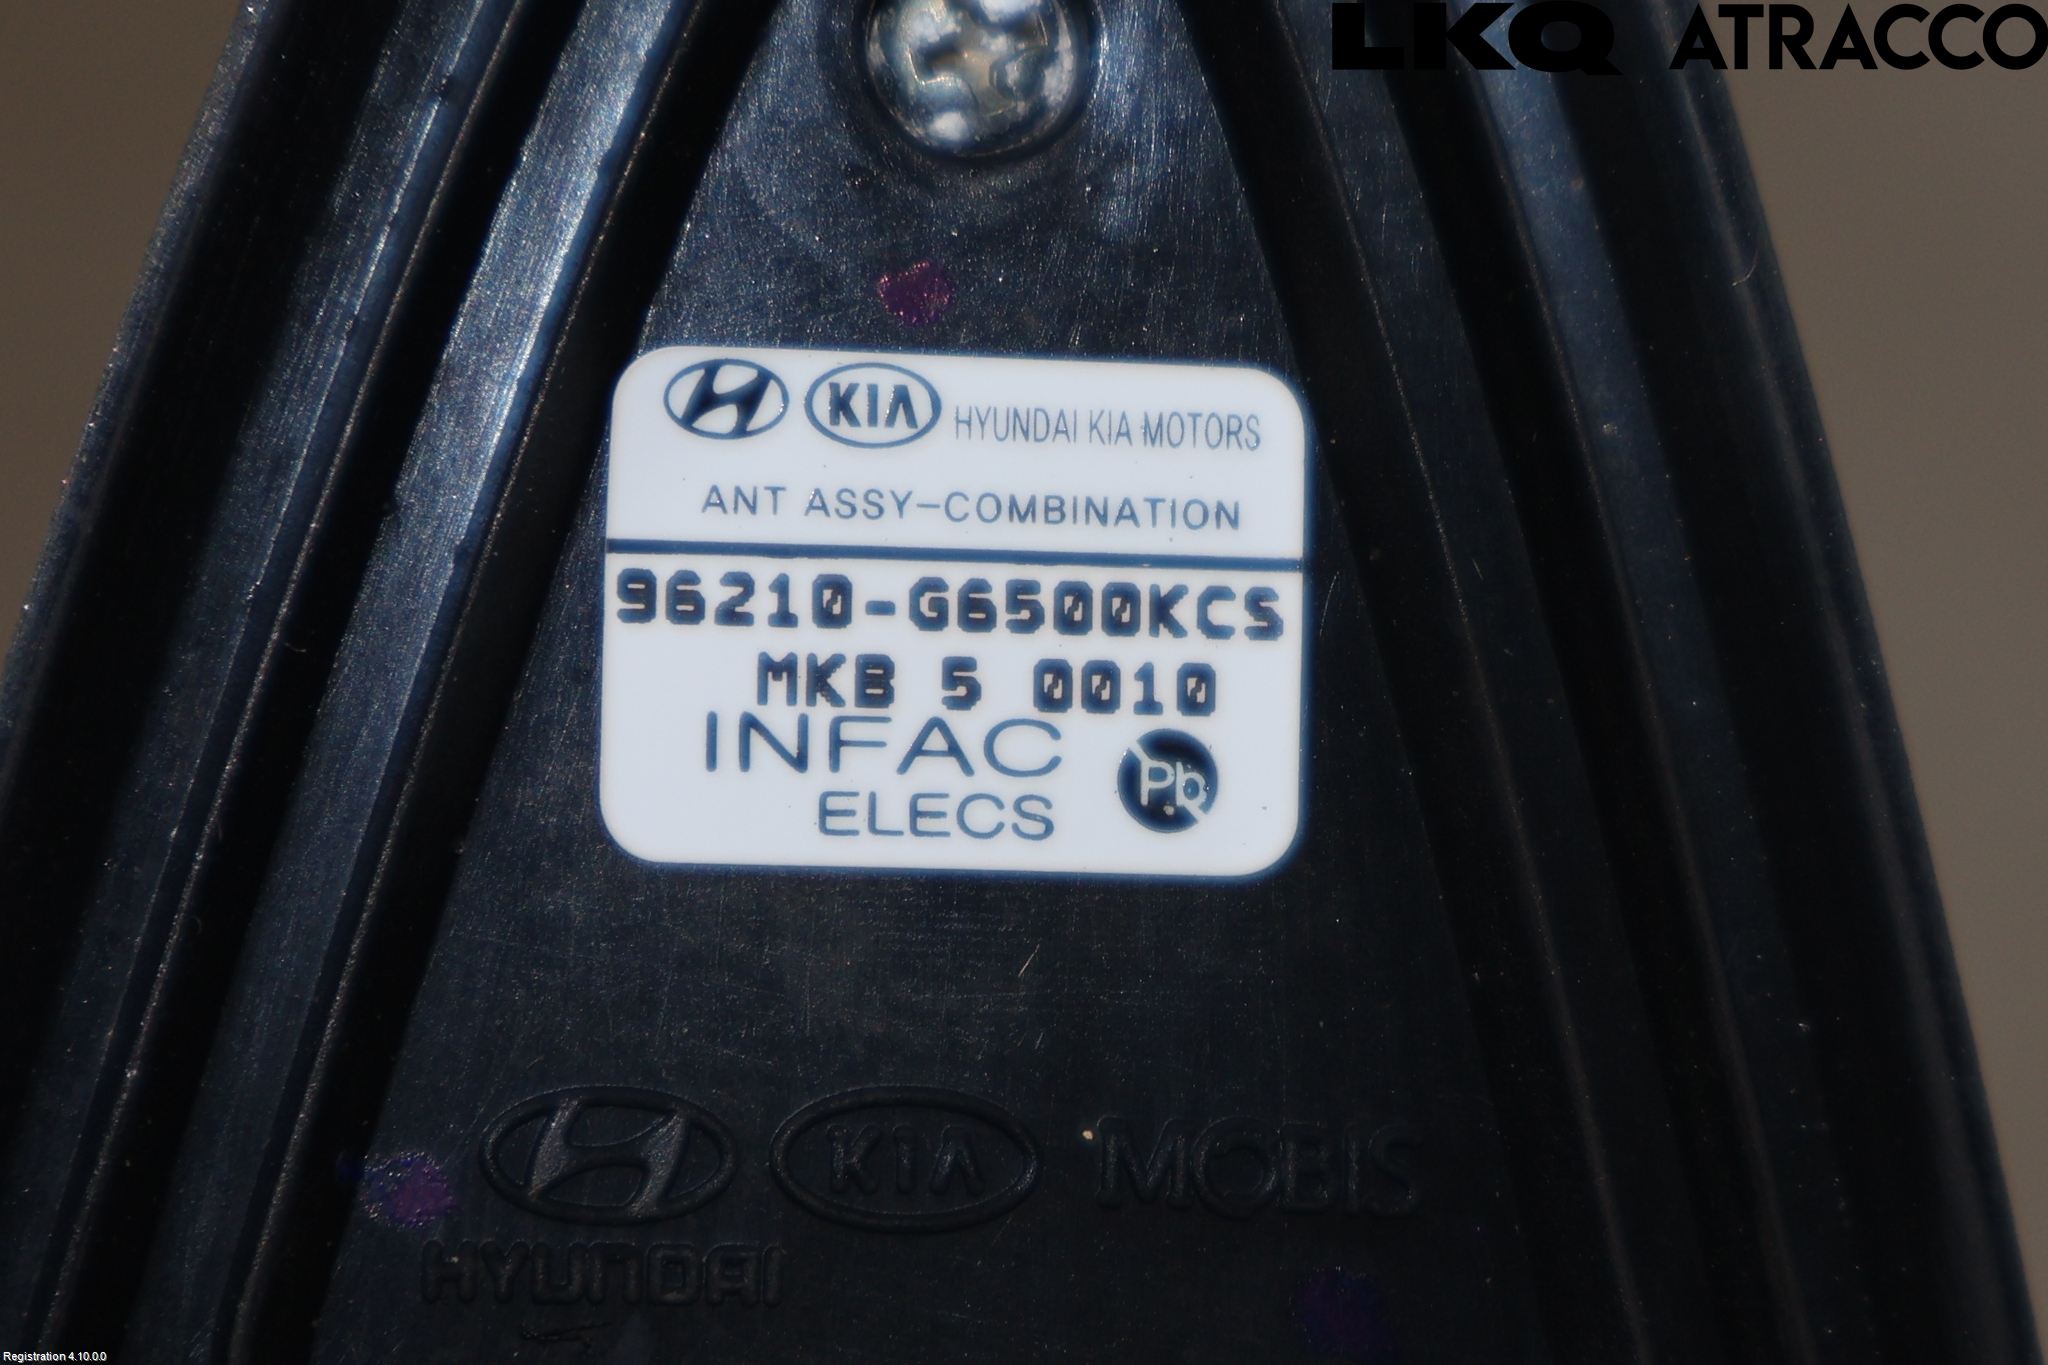 LKQ ATRACCO
KIA HYUNDAI KIA MOTORS
ANT ASSY-COMBINATION
96210-G6500KCS
MKB 5 0010
INFAC
Pb
ELECS
KIA MOBIS
HYUNDAI
Registration 4.10.0.0